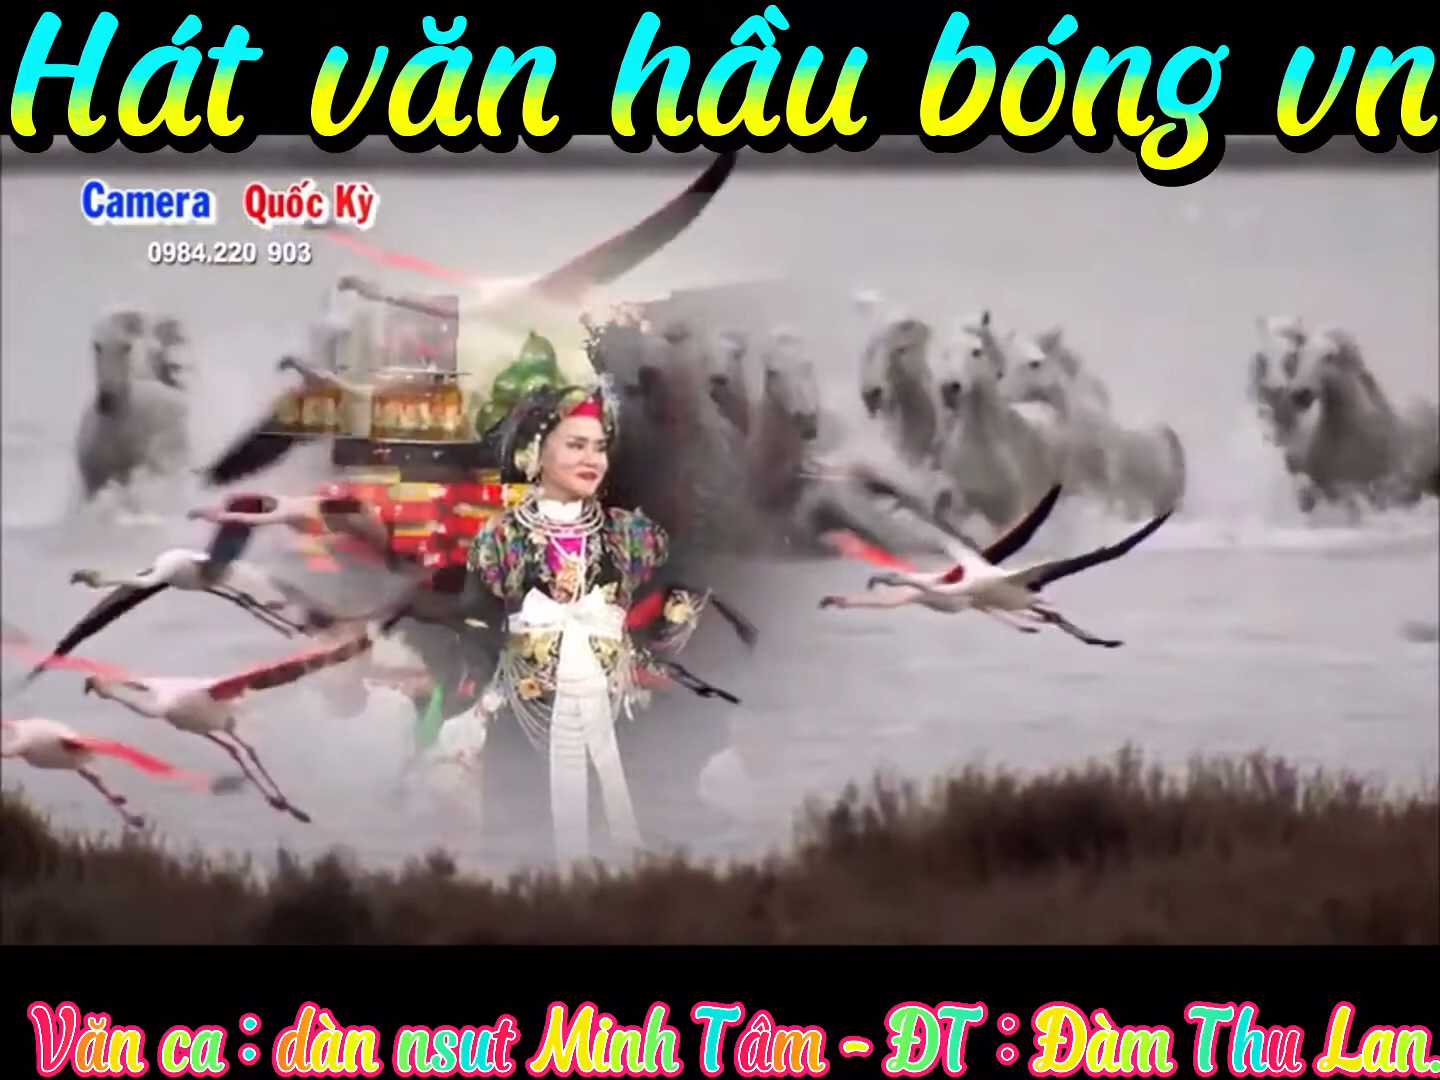 Hát văn hầu bóng vn
Camera Quốc Kỳ
0984.220 903
Văn ca : dàn nsut Minh Tâm - ĐT : Đàm Thu Lan.